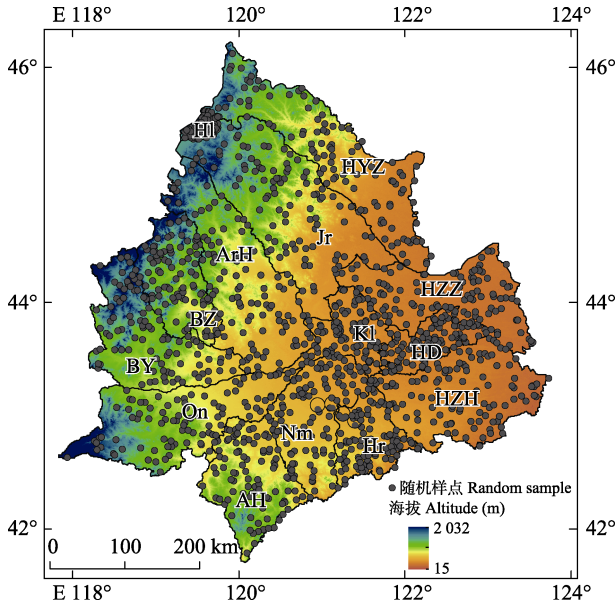 E 118° 120° 122° 124°
46° 46°
Hl
HYZ
Jr
ArH
HZZ
44° 44°
BZ
Kl
HD
BY
HZH
On
Nm
Hr
随机样点 Random sample
AH
海拔 Altitude (m)
42° 2 032 42°
0 100 200 km
15
E 118° 120° 122° 124°